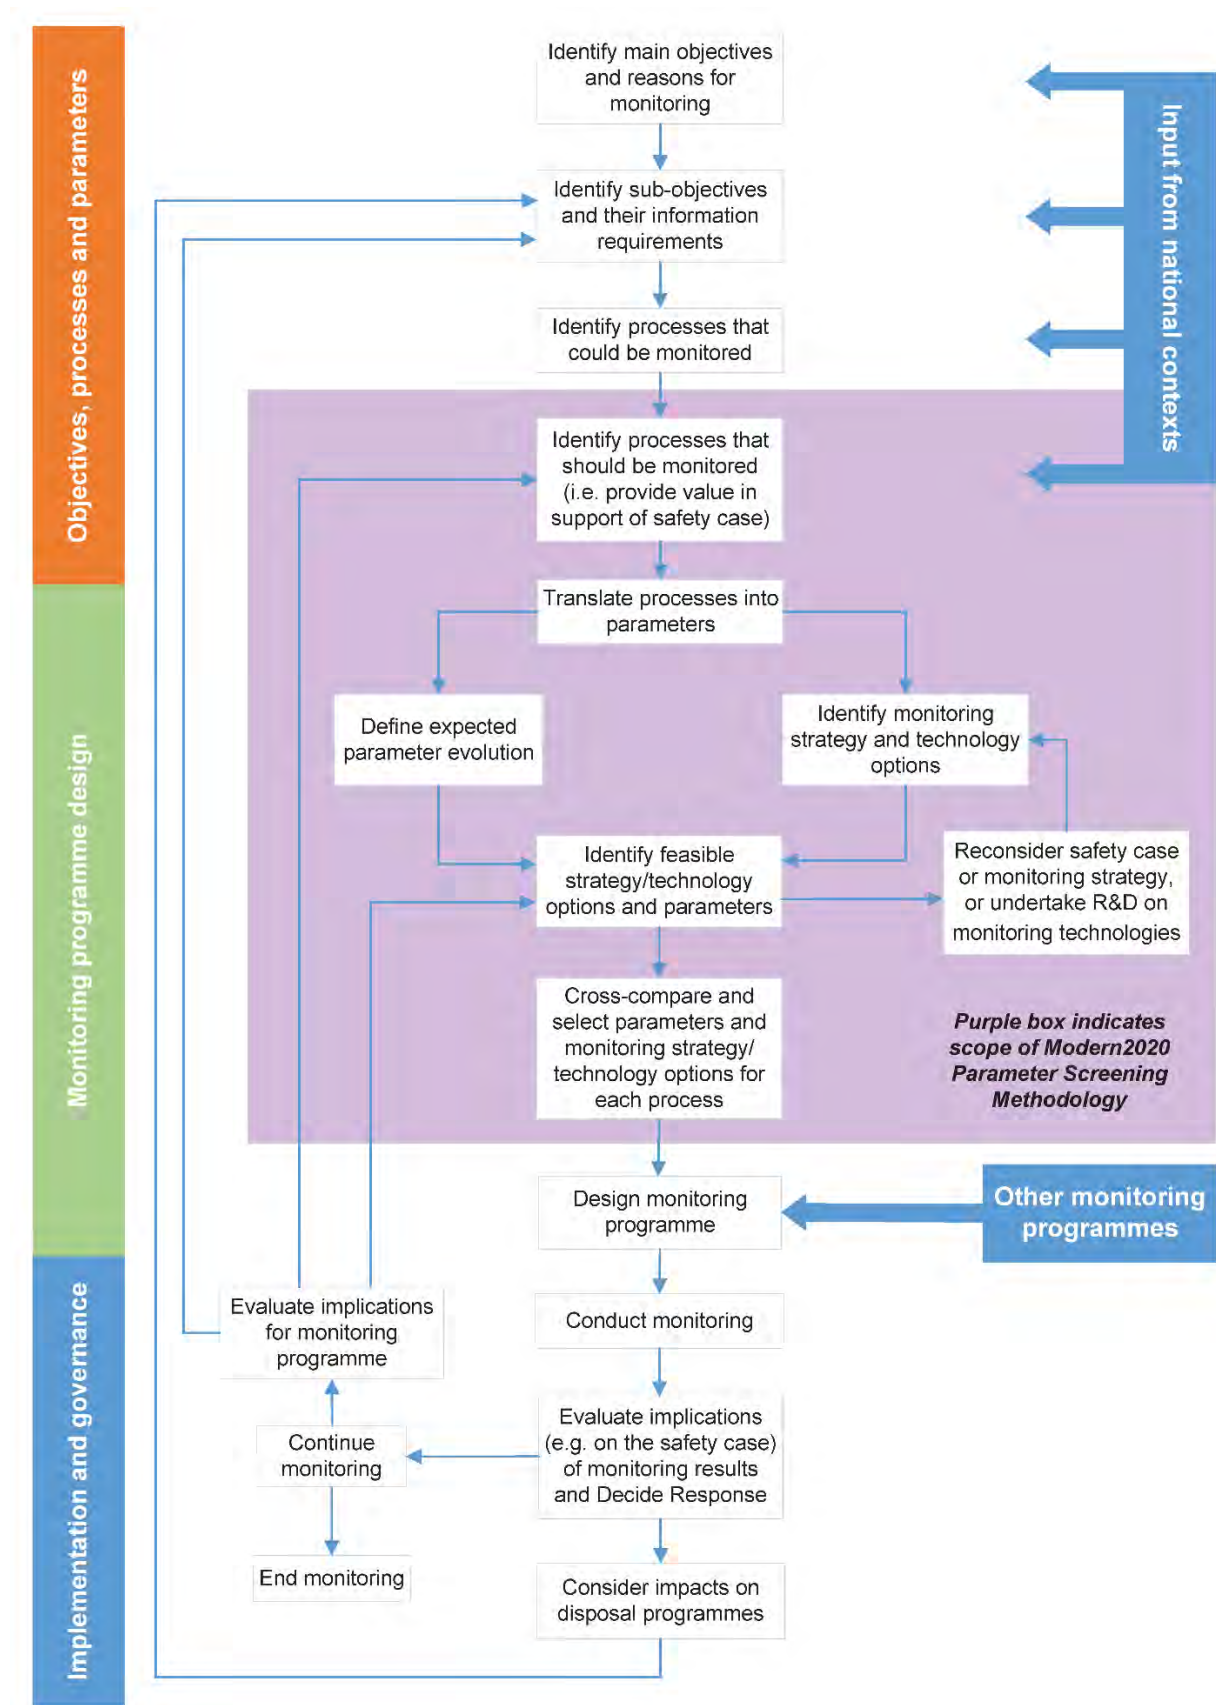 Objectives, processes and parameters
Monitoring programme design
Implementation and governance
Identify main objectives
and reasons for
monitoring
Input from national contexts
Identify sub-objectives
and their information
requirements
Identify processes that
could be monitored
Identify processes that
should be monitored
(i.e. provide value in
support of safety case)
Translate processes into
parameters
Define expected
parameter evolution
Identify monitoring
strategy and technology
options
Identify feasible
strategy/technology
options and parameters
Reconsider safety case
or monitoring strategy,
or undertake R&D on
monitoring technologies
Cross-compare and
select parameters and
monitoring strategy/
technology options for
each process
Purple box indicates
scope of Modern2020
Parameter Screening
Methodology
Design monitoring
programme
Other monitoring
programmes
Conduct monitoring
Evaluate implications
for monitoring
programme
Evaluate implications
(e.g. on the safety case)
of monitoring results
and Decide Response
Continue
monitoring
End monitoring
Consider impacts on
disposal programmes